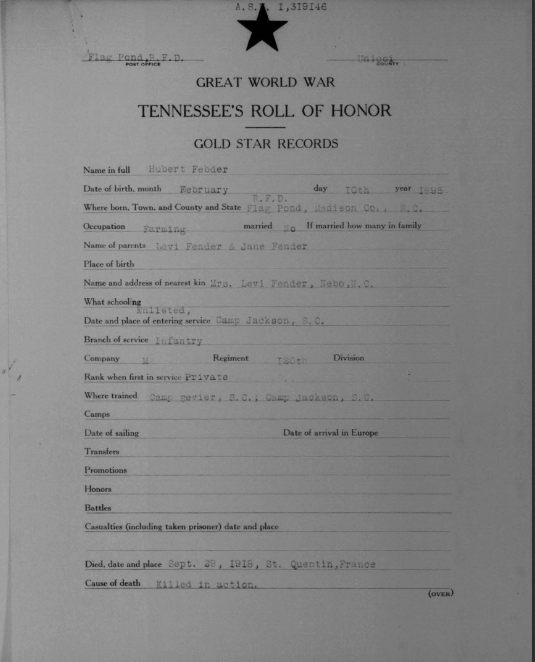 A.S. 1,319146
Flag Pond,R.F.D. Unicoi
POST OFFICE COUNTY
GREAT WORLD WAR
TENNESSEE'S ROLL OF HONOR
GOLD STAR RECORDS
Name in full Hubert Febder
Date of birth, month February day 10th year 1895
R.F.D.
Where born, Town, and County and State Flag Pond, Madison Co., N.C.
Occupation Farming married No If married how many in family
Name of parents Levi Fender & Jane Fender
Place of birth
Name and address of nearest kin Mrs. Levi Fender, Nebo,N.C.
What schooling
Enlisted,
Date and place of entering service Camp Jackson, S.C.
Branch of service Infantry
Company M Regiment 120th Division
Rank when first in service Private
Where trained Camp Sevier, S.C., Camp Jackson, S.C.
Camps
Date of sailing Date of arrival in Europe
Transfers
Promotions
Honors
Battles
Casualties (including taken prisoner) date and place
Died, date and place Sept. 29, 1918, St. Quentin,France
Cause of death Killed in action.
(OVER)